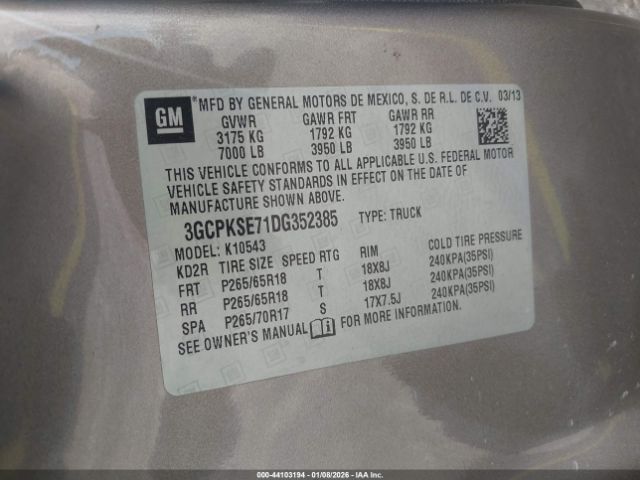 GM ® MFD BY GENERAL MOTORS DE MEXICO, S. DE R.L. DE C.V. 03/13
GVWR GAWR FRT GAWR RR
3175 KG 1792 KG 1792 KG
7000 LB 3950 LB 3950 LB
THIS VEHICLE CONFORMS TO ALL APPLICABLE U.S. FEDERAL MOTOR
VEHICLE SAFETY STANDARDS IN EFFECT ON THE DATE OF
MANUFACTURE SHOWN ABOVE.
3GCPKSE71DG352385 TYPE: TRUCK
MODEL: K10543
KD2R TIRE SIZE SPEED RTG RIM COLD TIRE PRESSURE
FRT P265/65R18 T 18X8J 240KPA(35PSI)
RR P265/65R18 T 18X8J 240KPA(35PSI)
SPA P265/70R17 S 17X7.5J 240KPA(35PSI)
SEE OWNER'S MANUAL FOR MORE INFORMATION.
000-44103194 - 01/08/2026 - IAAI - Copart